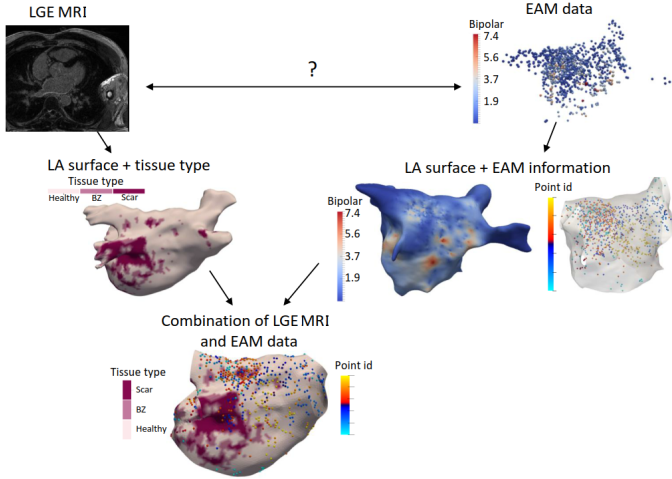 LGE MRI
EAM data
Bipolar
7.4
5.6
3.7
1.9
?
LA surface + tissue type
Tissue type
Healthy BZ Scar
LA surface + EAM information
Bipolar
7.4
5.6
3.7
1.9
Point id
Combination of LGE MRI
and EAM data
Tissue type
Scar
BZ
Healthy
Point id